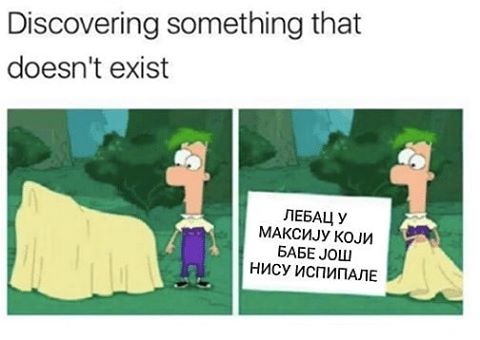 Discovering something that
doesn't exist
ЛЕБАЦ У
МАКСИЈУ КОЈИ
БАБЕ ЈОШ
НИСУ ИСПИПАЛЕ